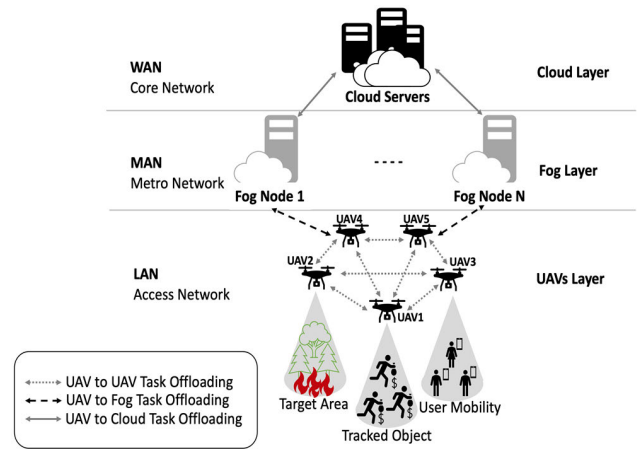 WAN
Core Network
Cloud Servers
Cloud Layer
MAN
Metro Network
Fog Node 1
Fog Node N
Fog Layer
UAV4
UAV5
UAV2
UAV3
LAN
Access Network
UAVs Layer
UAV1
UAV to UAV Task Offloading
UAV to Fog Task Offloading
UAV to Cloud Task Offloading
Target Area
User Mobility
Tracked Object
$
$
$